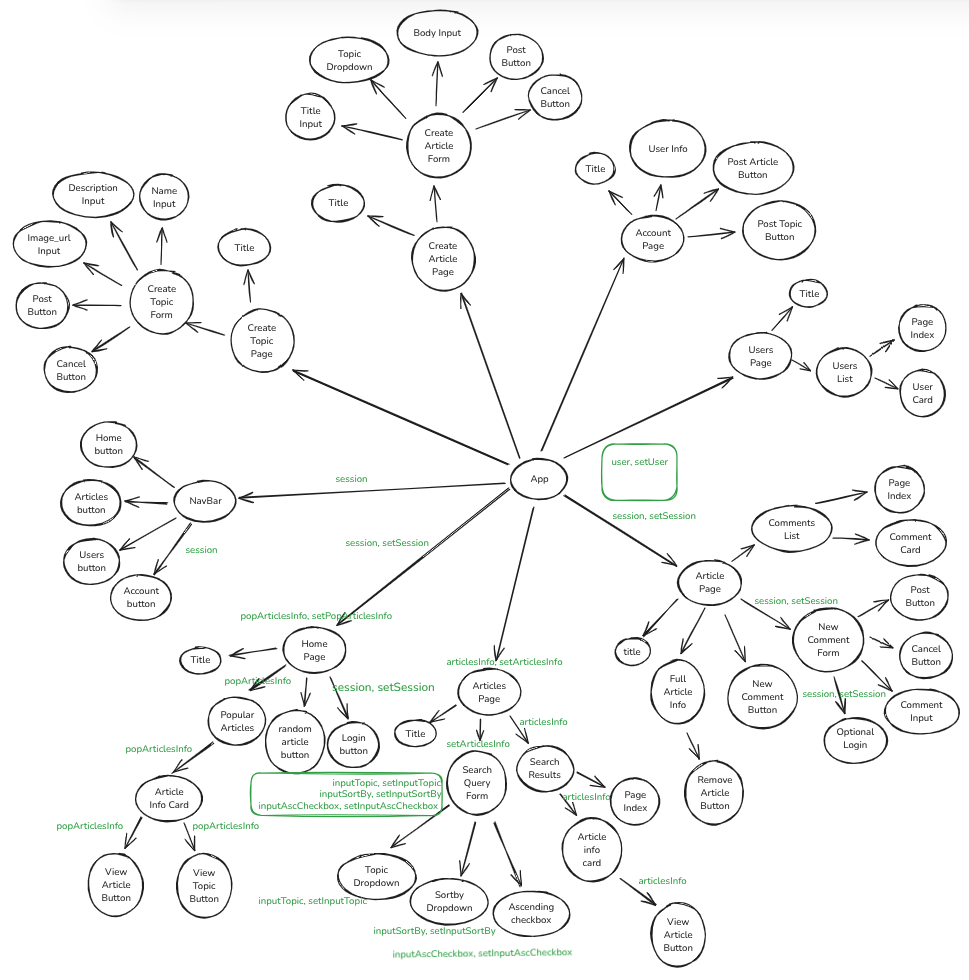 Body Input
Topic
Dropdown
Post
Button
Cancel
Button
Title
Input
Create
Article
Form
Title
Create
Article
Page
Title
User Info
Post Article
Button
Account
Page
Post Topic
Button
Description
Input
Name
Input
Image_url
Input
Title
Post
Button
Create
Topic
Form
Cancel
Button
Create
Topic
Page
Title
Users
Page
Users
List
Page
Index
User
Card
Home
button
Articles
button
NavBar
Users
button
Account
button
session
session
App
user, setUser
session, setSession
session, setSession
Page
Index
Comments
List
Comment
Card
Article
Page
session, setSession
Post
Button
New
Comment
Form
Cancel
Button
title
Full
Article
Info
New
Comment
Button
session, setSession
Comment
Input
Optional
Login
Remove
Article
Button
popArticlesInfo, setPopArticlesInfo
Home
Page
Title
popArticlesInfo
session, setSession
Popular
Articles
random
article
button
Login
button
popArticlesInfo
Article
Info Card
popArticlesInfo
popArticlesInfo
View
Article
Button
View
Topic
Button
articlesInfo, setArticlesInfo
Articles
Page
Title
articlesInfo
setArticlesInfo
Search
Query
Form
Search
Results
inputTopic, setInputTopic
inputSortBy, setInputSortBy
inputAscCheckbox, setInputAscCheckbox
articlesInfo
Page
Index
Article
info
card
articlesInfo
View
Article
Button
Topic
Dropdown
Sortby
Dropdown
Ascending
checkbox
inputTopic, setInputTopic
inputSortBy, setInputSortBy
inputAscCheckbox, setInputAscCheckbox